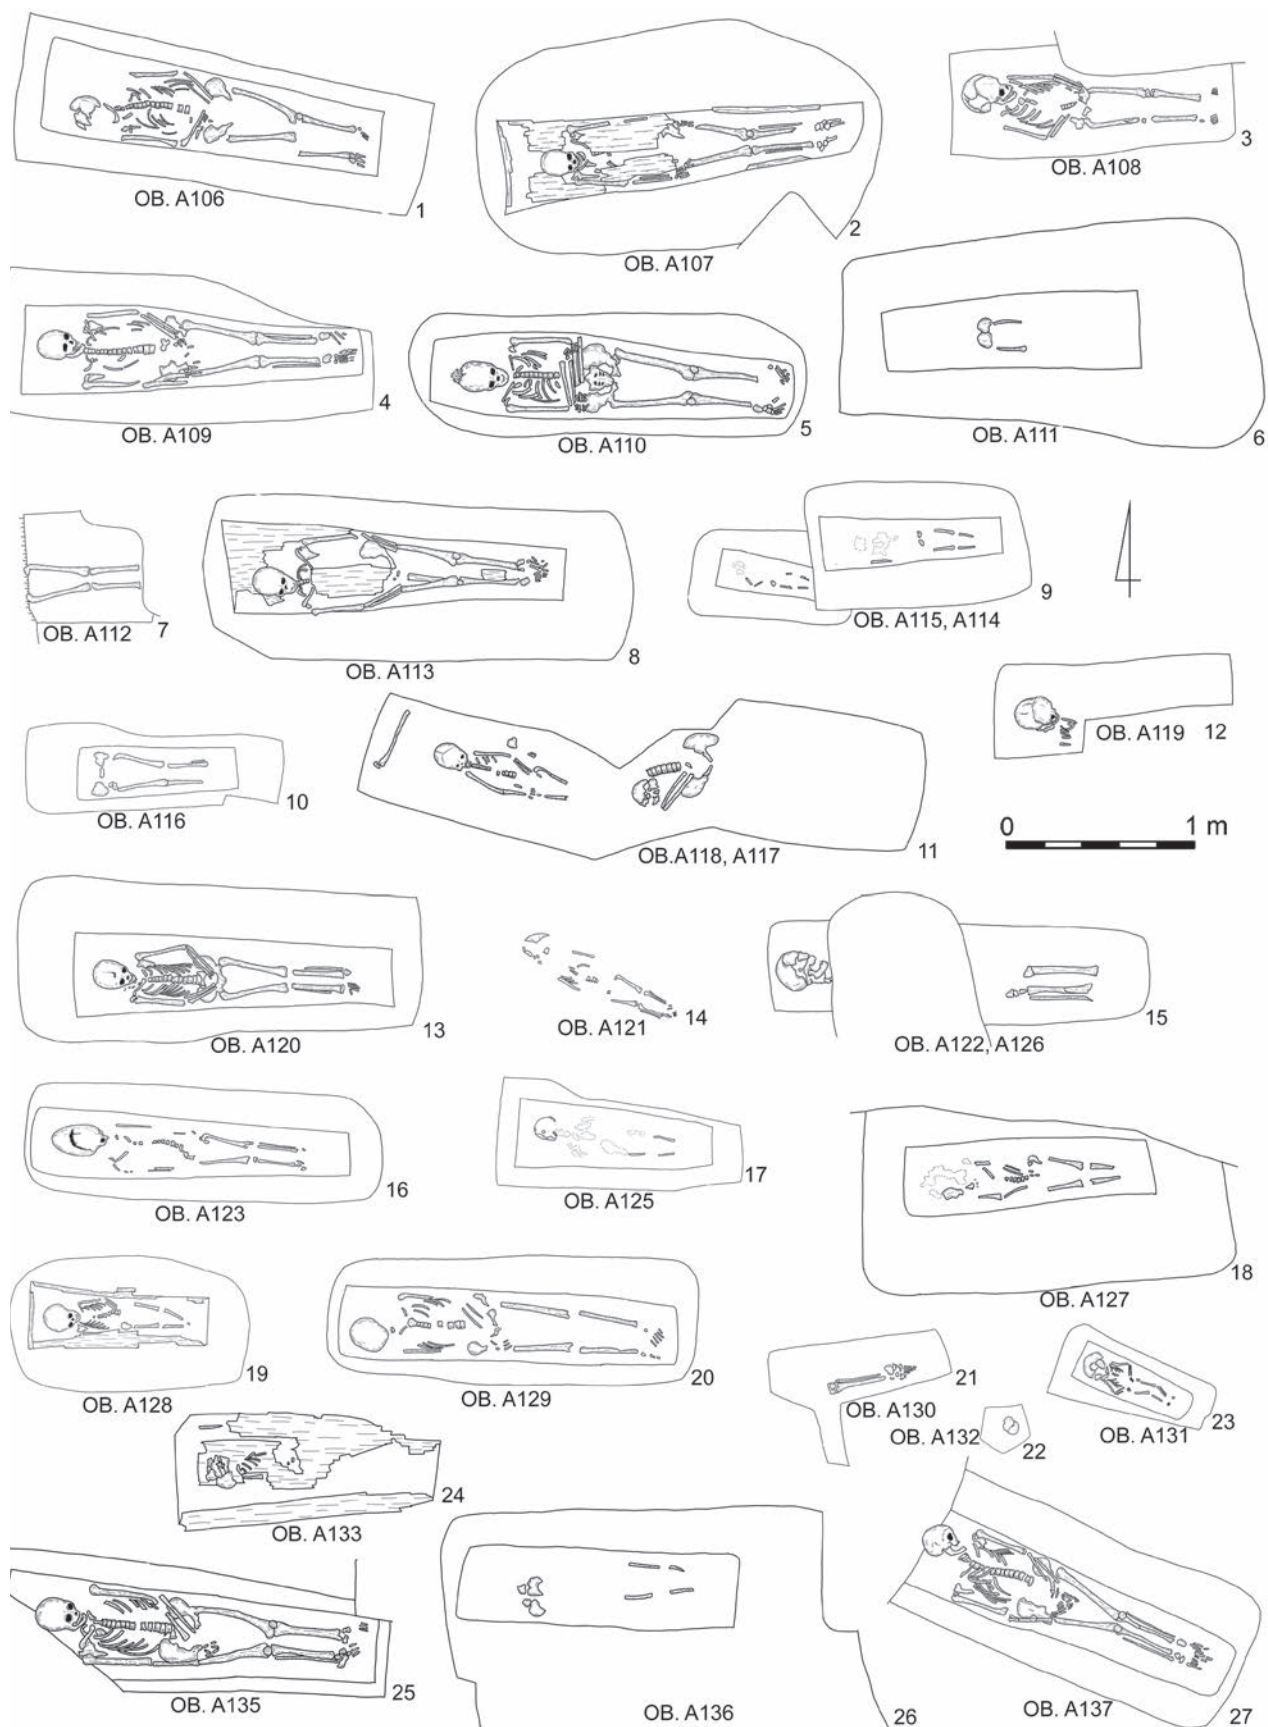 OB. A106
1
OB. A107
2
OB. A108
3
OB. A109
4
OB. A110
5
OB. A111
6
OB. A112
7
OB. A113
8
OB. A115, A114
9
OB. A116
10
OB.A118, A117
11
OB. A119
12
0 1 m
OB. A120
13
OB. A121
14
OB. A122, A126
15
OB. A123
16
OB. A125
17
OB. A127
18
OB. A128
19
OB. A129
20
OB. A130
21
OB. A132
22
OB. A131
23
OB. A133
24
OB. A135
25
OB. A136
26
OB. A137
27